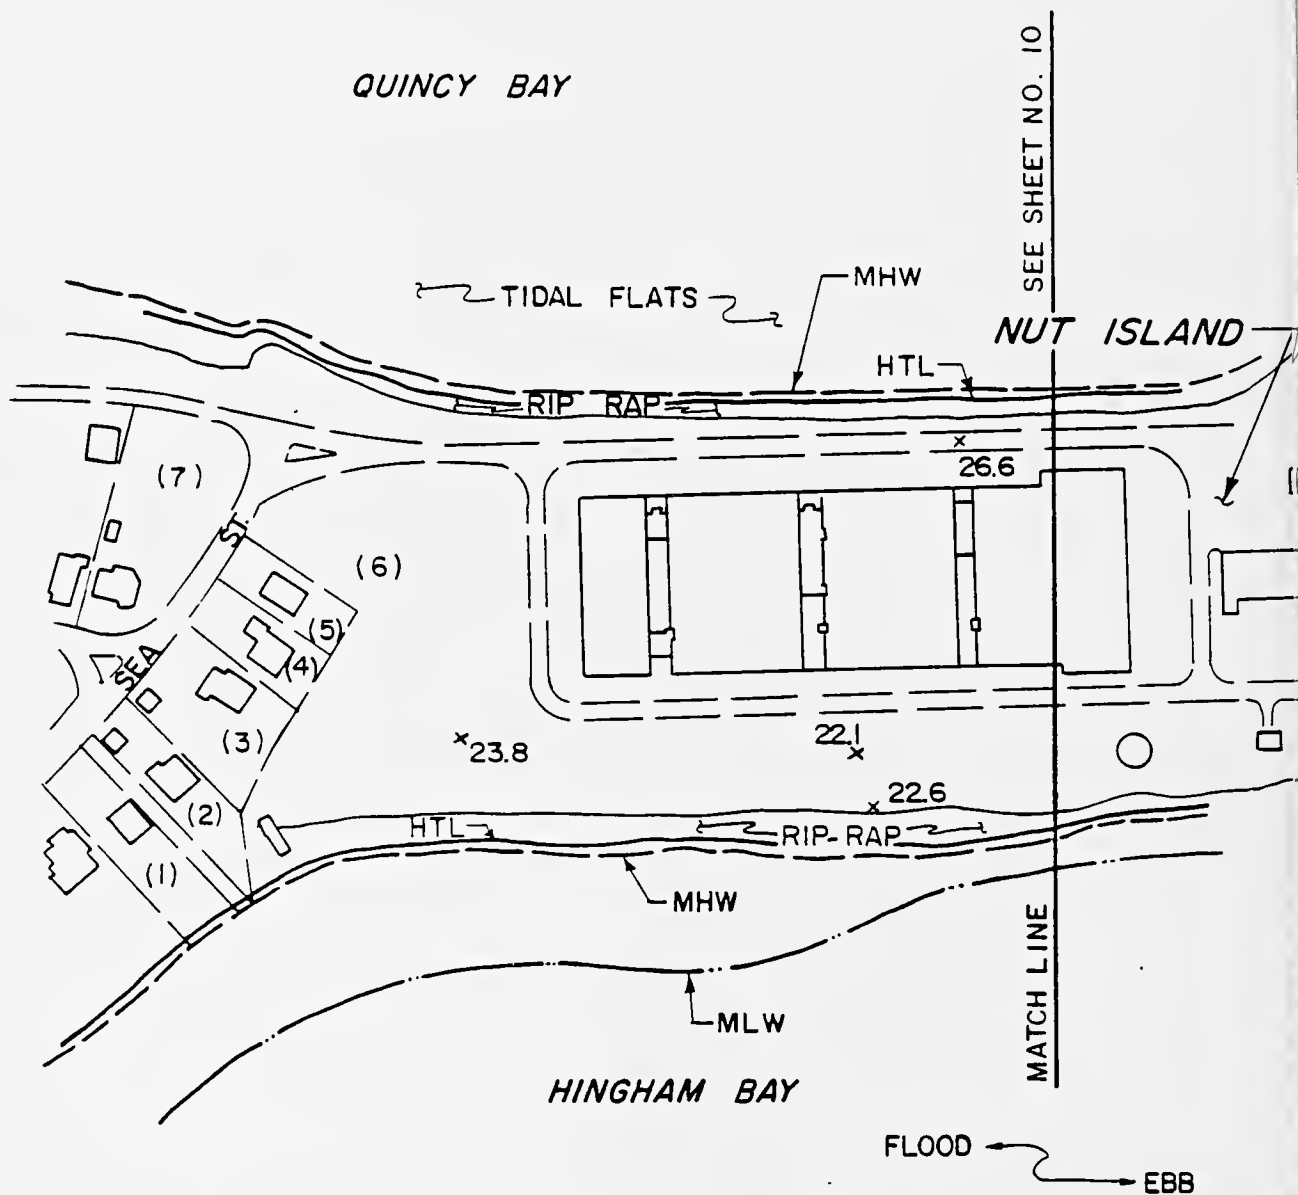 QUINCY BAY
SEE SHEET NO. 10
TIDAL FLATS
MHW
NUT ISLAND
HTL
RIP RAP
26.6
(7)
ST.
(6)
(5)
(4)
SEA
(3)
23.8
22.1
22.6
(2)
HTL
RIP-RAP
(1)
MHW
MATCH LINE
MLW
HINGHAM BAY
FLOOD
EBB